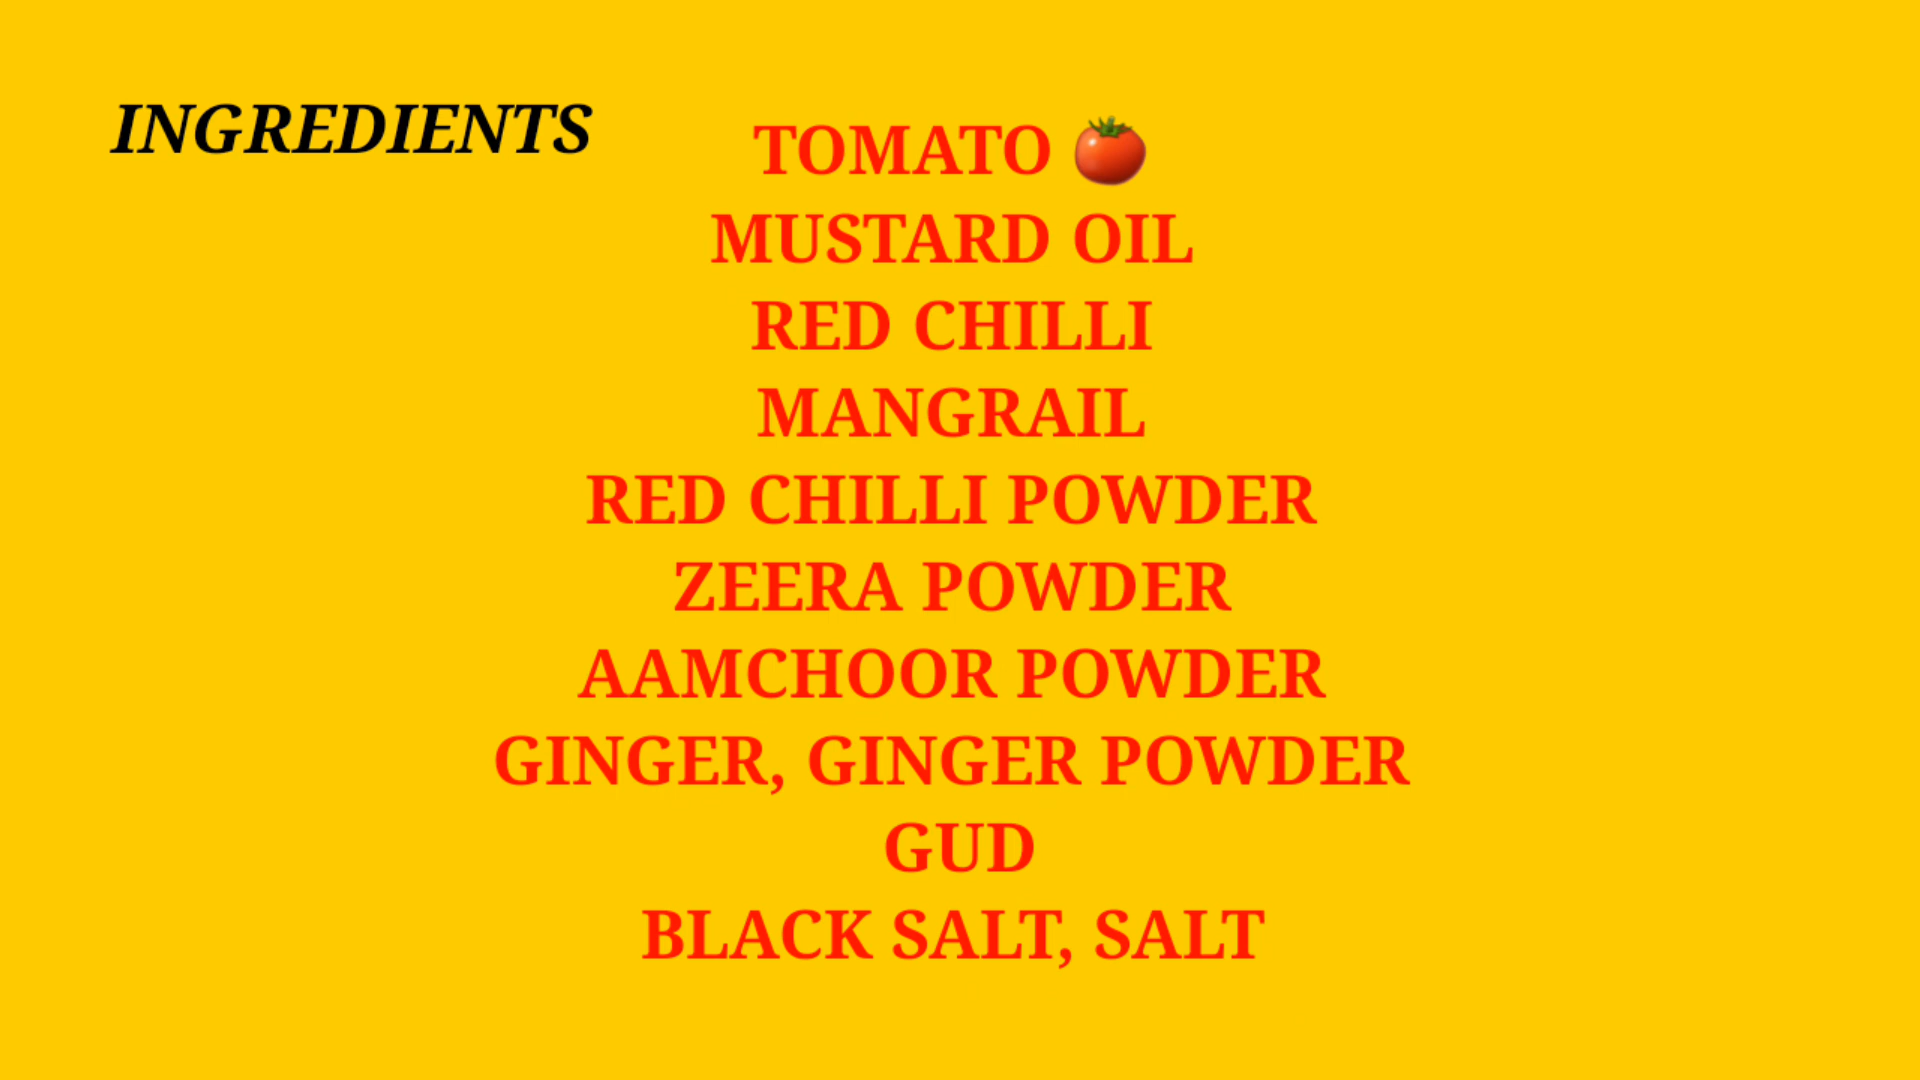 INGREDIENTS
TOMATO 🍅
MUSTARD OIL
RED CHILLI
MANGRAIL
RED CHILLI POWDER
ZEERA POWDER
AAMCHOOR POWDER
GINGER, GINGER POWDER
GUD
BLACK SALT, SALT